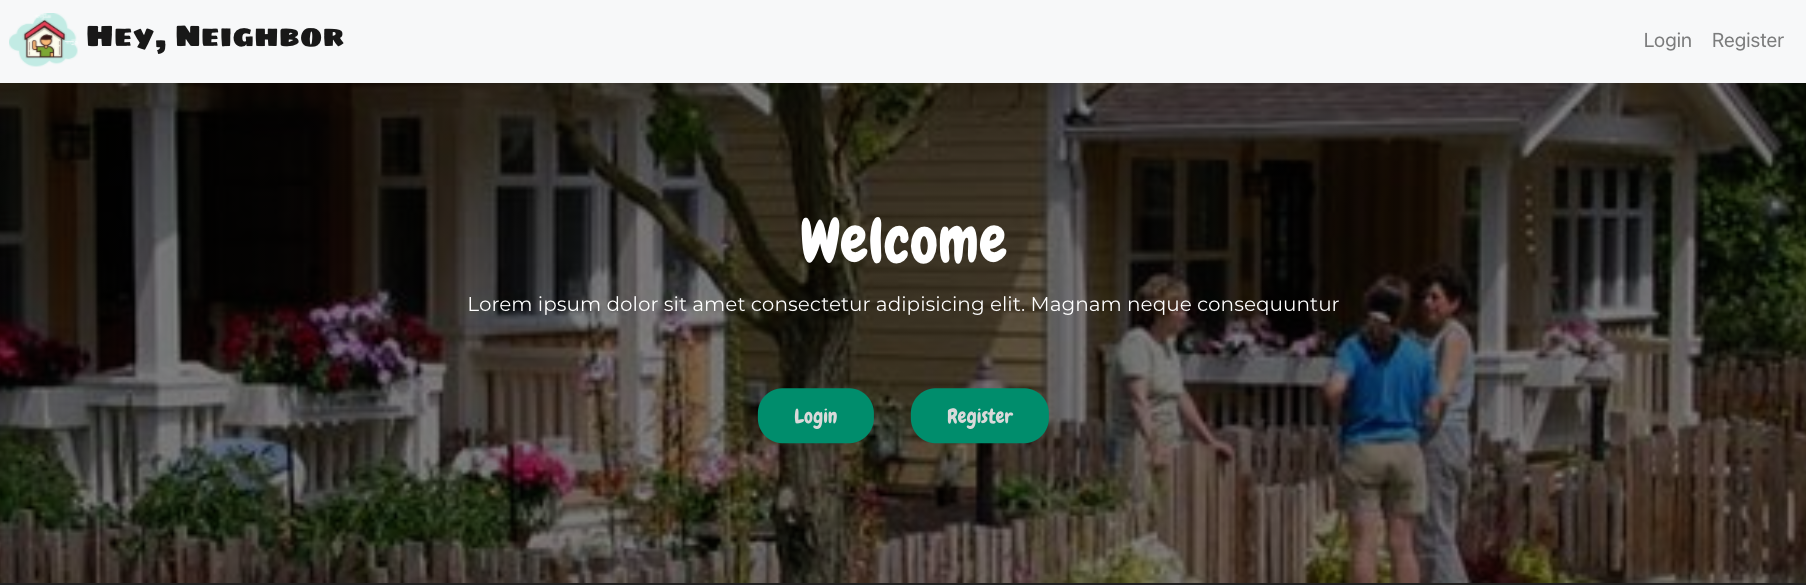 Hey, Neighbor
Login Register
Welcome
Lorem ipsum dolor sit amet consectetur adipisicing elit. Magnam neque consequuntur
Login Register